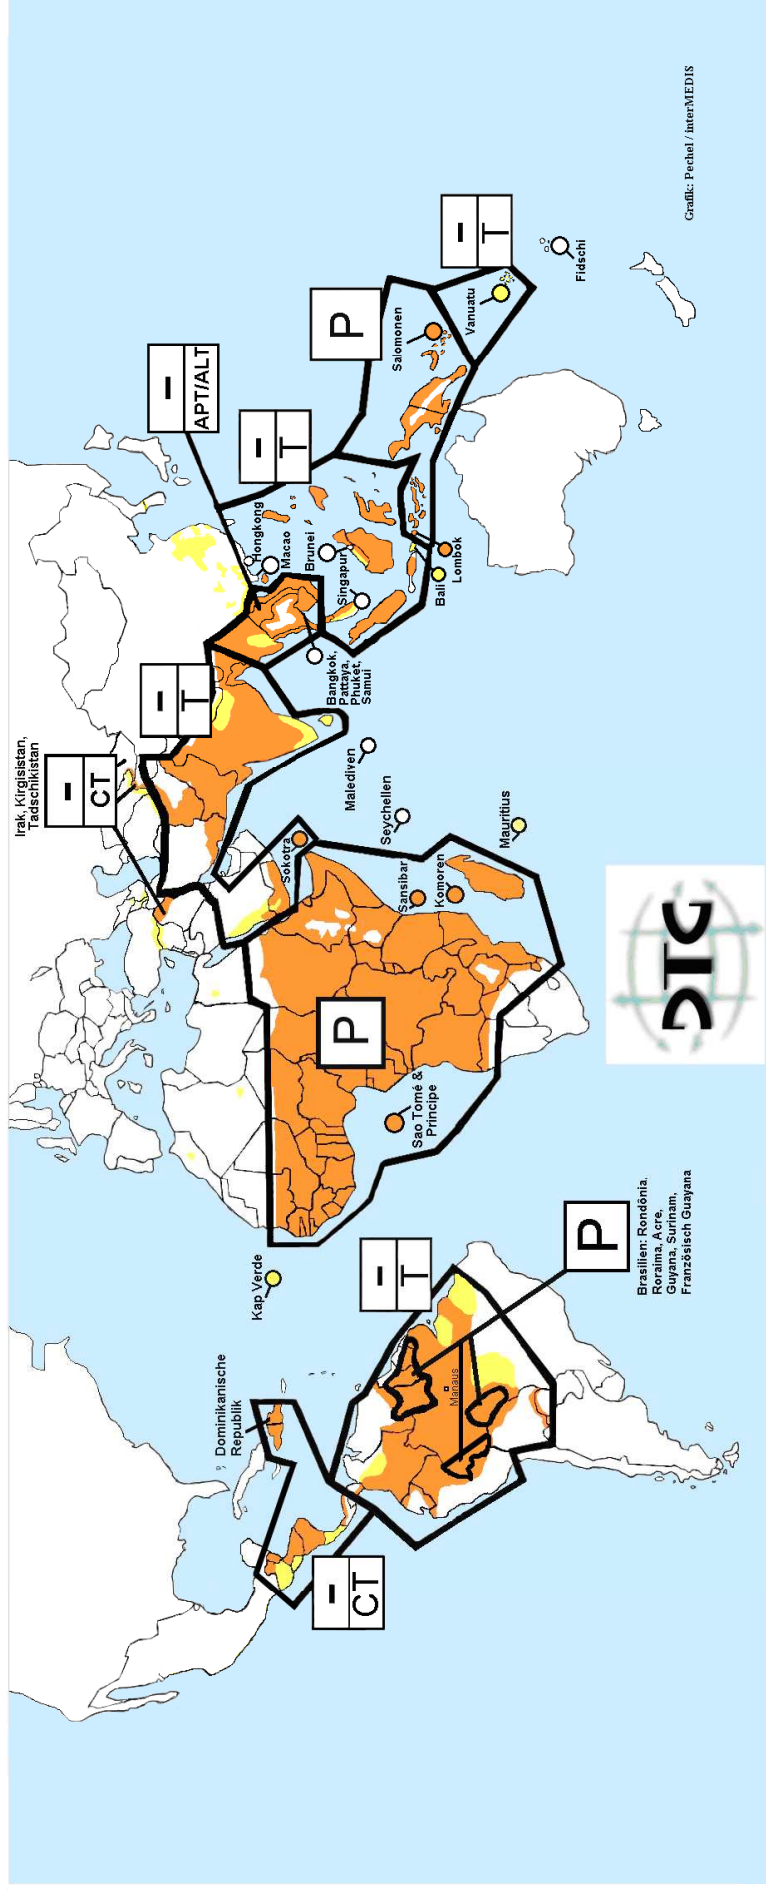 Irak, Kirgisistan,
Tadschikistan
–
CT
–
T
–
APT/ALT
–
T
P
–
T
Dominikanische
Republik
Kap Verde
–
CT
–
T
Manaus
P
Brasilien: Rondônia,
Roraima, Acre,
Guyana, Surinam,
Französisch Guayana
P
Sao Tomé &
Principe
Sokotra
Sansibar
Komoren
Mauritius
Seychellen
Malediven
Bangkok,
Pattaya,
Phuket,
Samui
Hongkong
Macao
Brunei
Singapur
Bali
Lombok
Salomonen
Vanuatu
Fidschi
DTG
Grafik: Pechel / interMEDIS